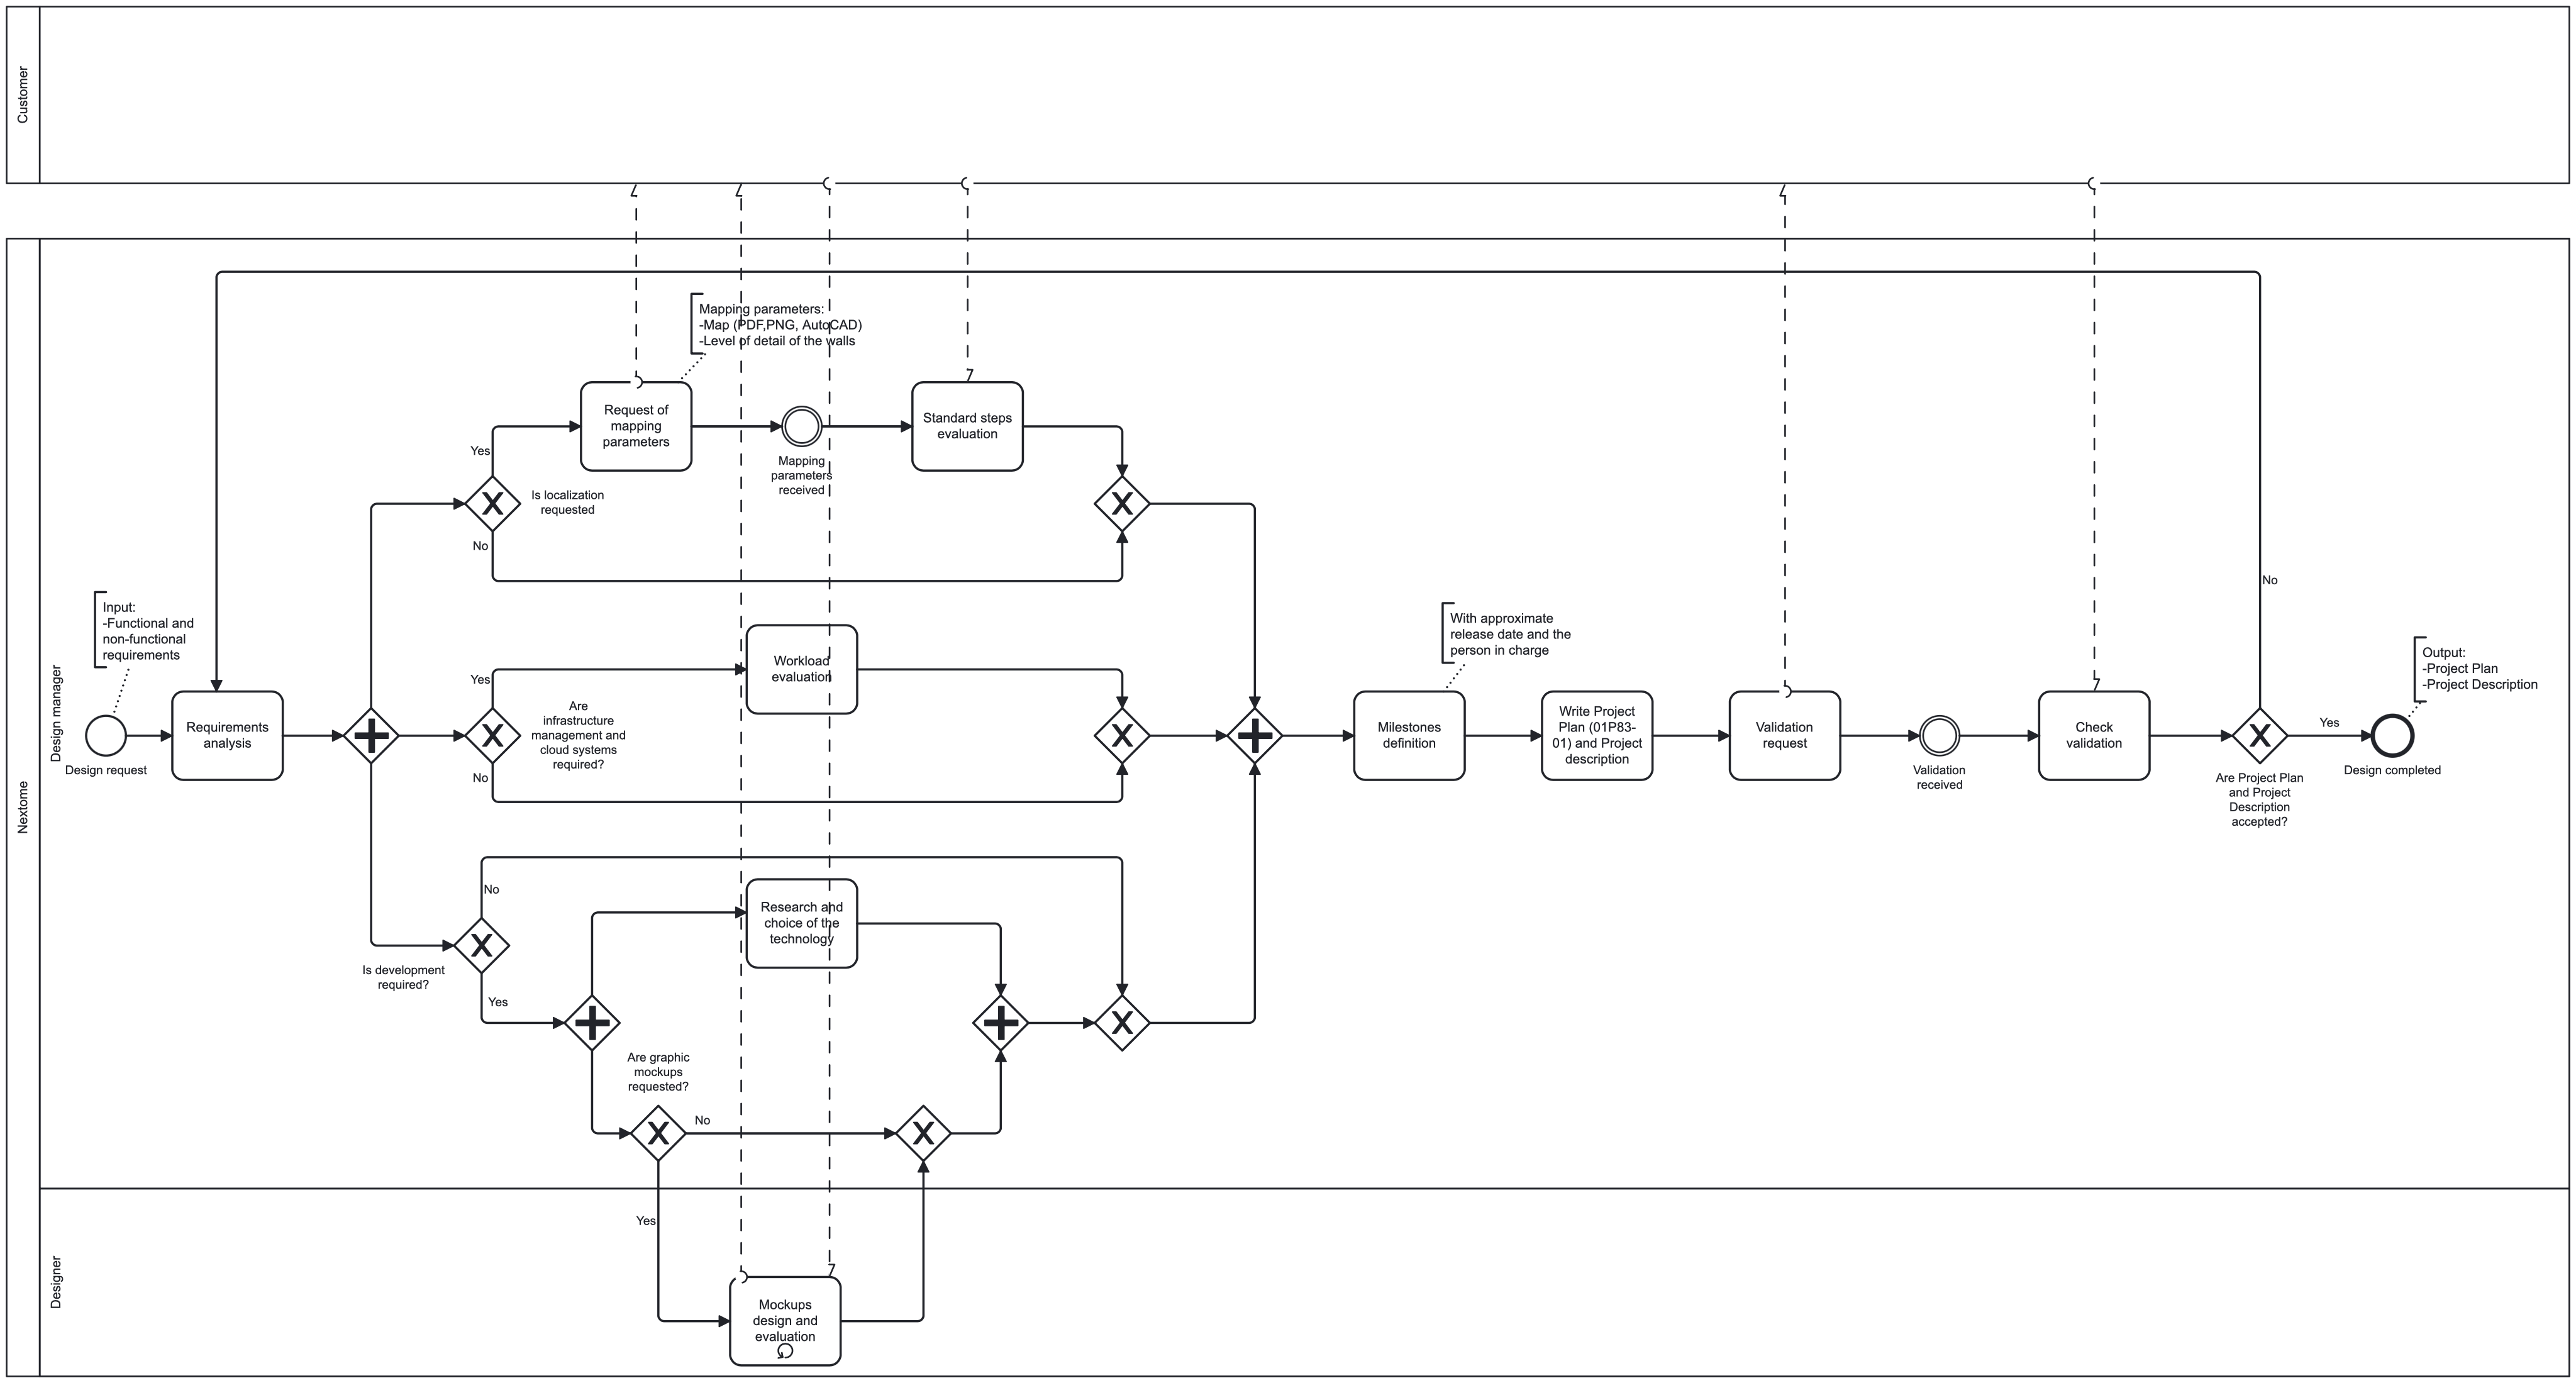 Customer
Nextome
Design manager
Designer
Mapping parameters:
-Map (PDF,PNG, AutoCAD)
-Level of detail of the walls
Request of
mapping
parameters
Mapping
parameters
received
Standard steps
evaluation
Yes
Is localization
requested
No
Input:
-Functional and
non-functional
requirements
Design request
Requirements
analysis
Yes
Are
infrastructure
management and
cloud systems
required?
No
Workload
evaluation
With approximate
release date and the
person in charge
Milestones
definition
Write Project
Plan (01P83-
01) and Project
description
Validation
request
Validation
received
Check
validation
No
Are Project Plan
and Project
Description
accepted?
Yes
Output:
-Project Plan
-Project Description
Design completed
No
Is development
required?
Yes
Research and
choice of the
technology
Are graphic
mockups
requested?
No
Yes
Mockups
design and
evaluation